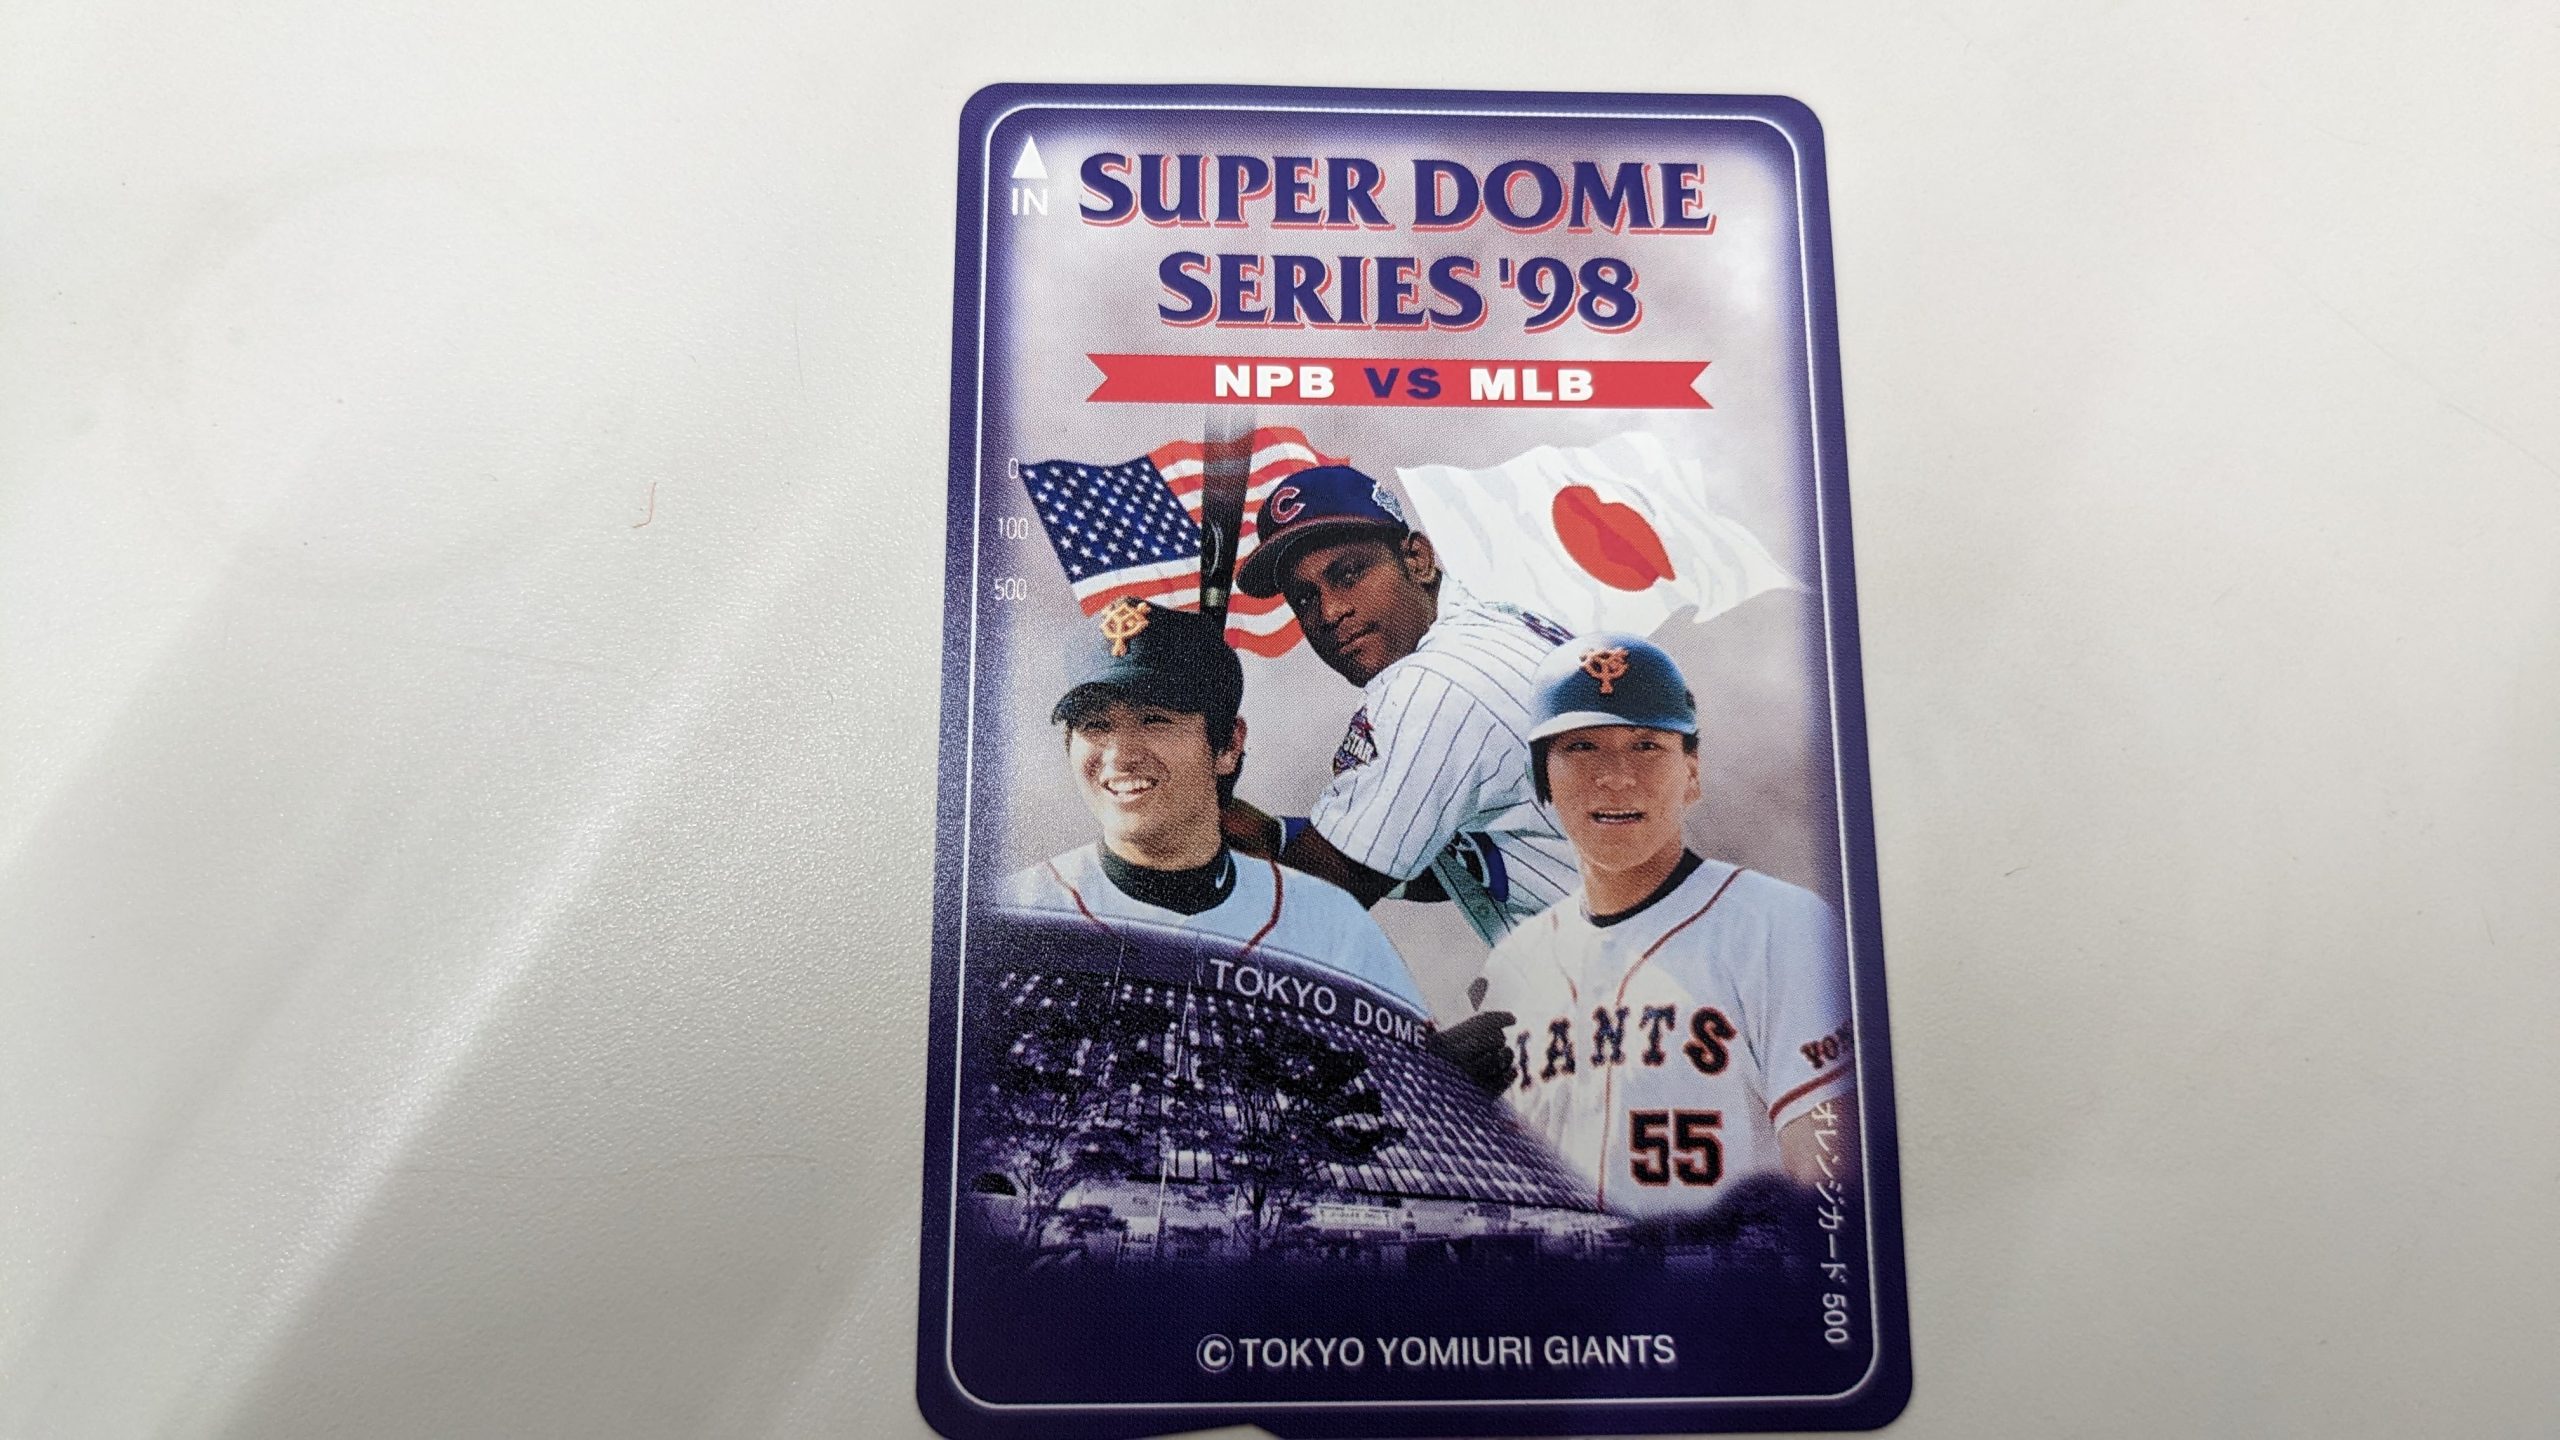 IN
SUPER DOME
SERIES '98
NPB VS MLB
0
100
500
C
STAR
TOKYO DOME
GIANTS
55
オレンジカード 500
©TOKYO YOMIURI GIANTS